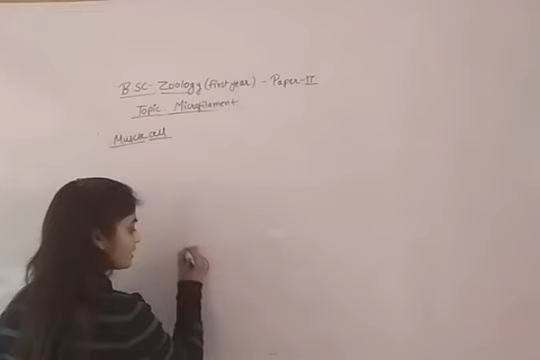 B.SC- Zoology (first year) - Paper-II
Topic. Microfilament
Muscle cell